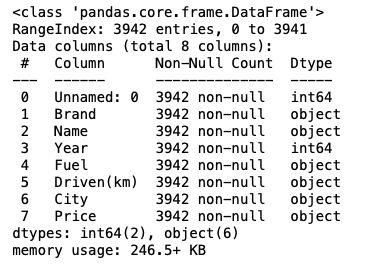 <class 'pandas.core.frame.DataFrame'>
RangeIndex: 3942 entries, 0 to 3941
Data columns (total 8 columns):
 #   Column      Non-Null Count  Dtype
---  ------      --------------  -----
 0   Unnamed: 0  3942 non-null   int64
 1   Brand       3942 non-null   object
 2   Name        3942 non-null   object
 3   Year        3942 non-null   int64
 4   Fuel        3942 non-null   object
 5   Driven(km)  3942 non-null   object
 6   City        3942 non-null   object
 7   Price       3942 non-null   object
dtypes: int64(2), object(6)
memory usage: 246.5+ KB